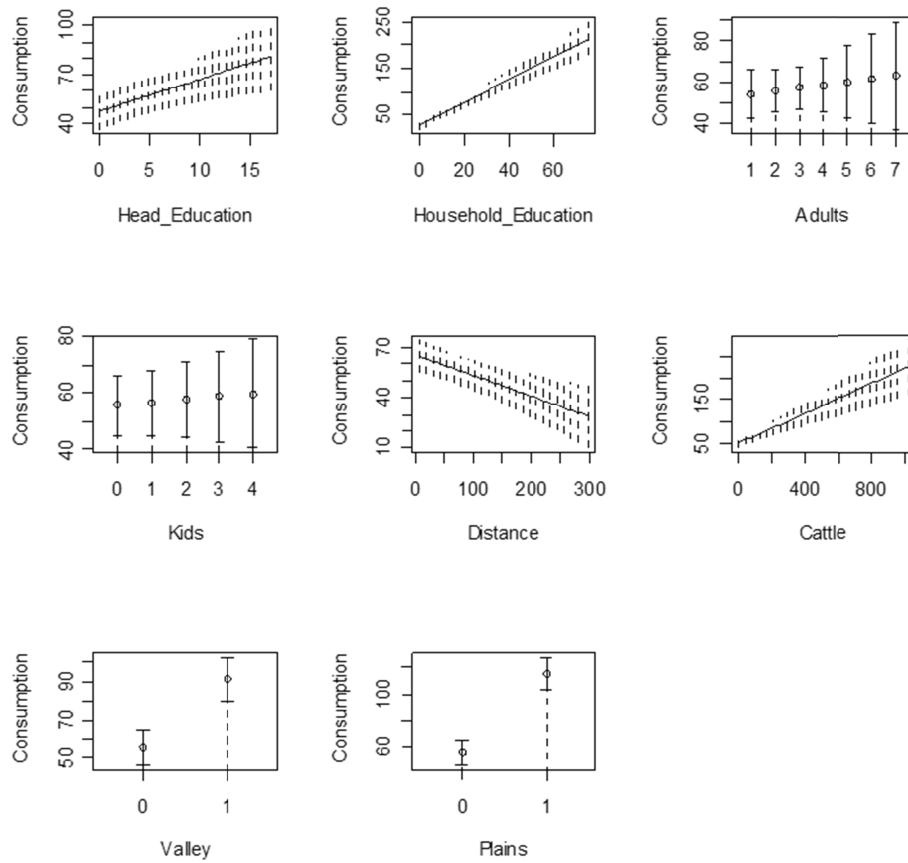 Consumption
100
70
40
0 5 10 15
Head_Education
Consumption
250
150
50
0 20 40 60
Household_Education
Consumption
80
60
40
1 2 3 4 5 6 7
Adults
Consumption
80
60
40
0 1 2 3 4
Kids
Consumption
70
40
10
0 100 200 300
Distance
Consumption
150
50
0 400 800
Cattle
Consumption
90
70
50
0 1
Valley
Consumption
100
60
0 1
Plains